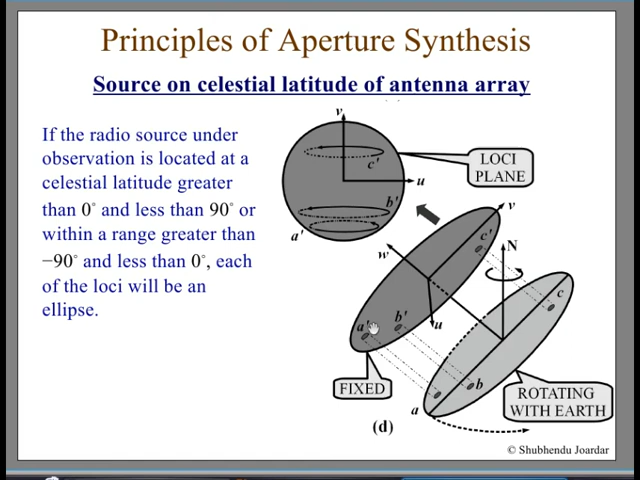 Principles of Aperture Synthesis
Source on celestial latitude of antenna array
If the radio source under
observation is located at a
celestial latitude greater
than 0° and less than 90° or
within a range greater than
−90° and less than 0°, each
of the loci will be an
ellipse.
v
c'
u
b'
a'
LOCI
PLANE
v
c'
w
N
a'
b'
u
c
FIXED
b
a
ROTATING
WITH EARTH
(d)
© Shubhendu Joardar